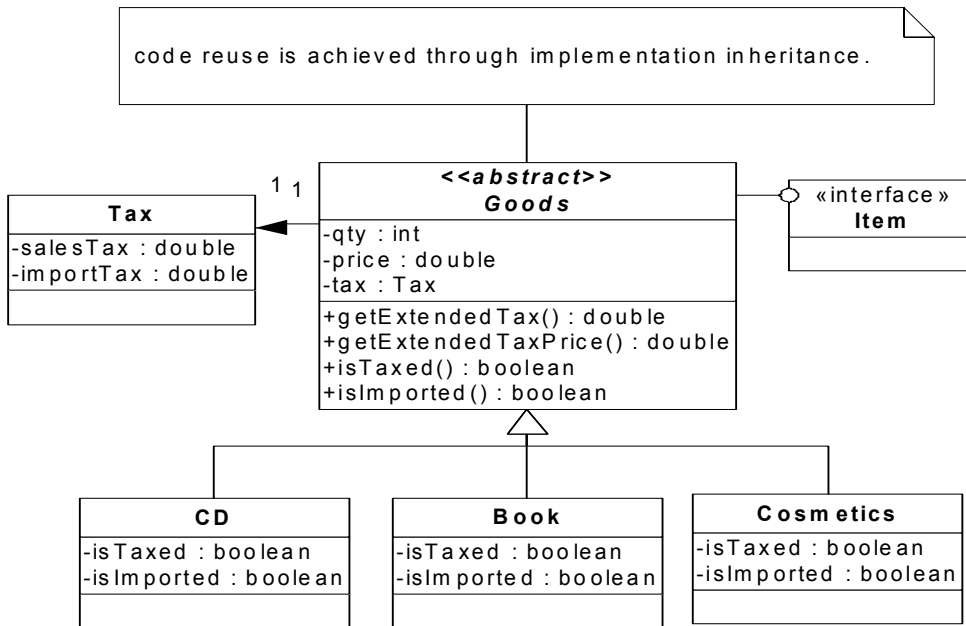 code reuse is achieved through implementation inheritance.
<<abstract>>
Goods
-qty : int
-price : double
-tax : Tax
+getExtendedTax() : double
+getExtendedTaxPrice() : double
+isTaxed() : boolean
+isImported() : boolean
1 1
Tax
-salesTax : double
-importTax : double
«interface»
Item
CD
-isTaxed : boolean
-isImported : boolean
Book
-isTaxed : boolean
-isImported : boolean
Cosmetics
-isTaxed : boolean
-isImported : boolean